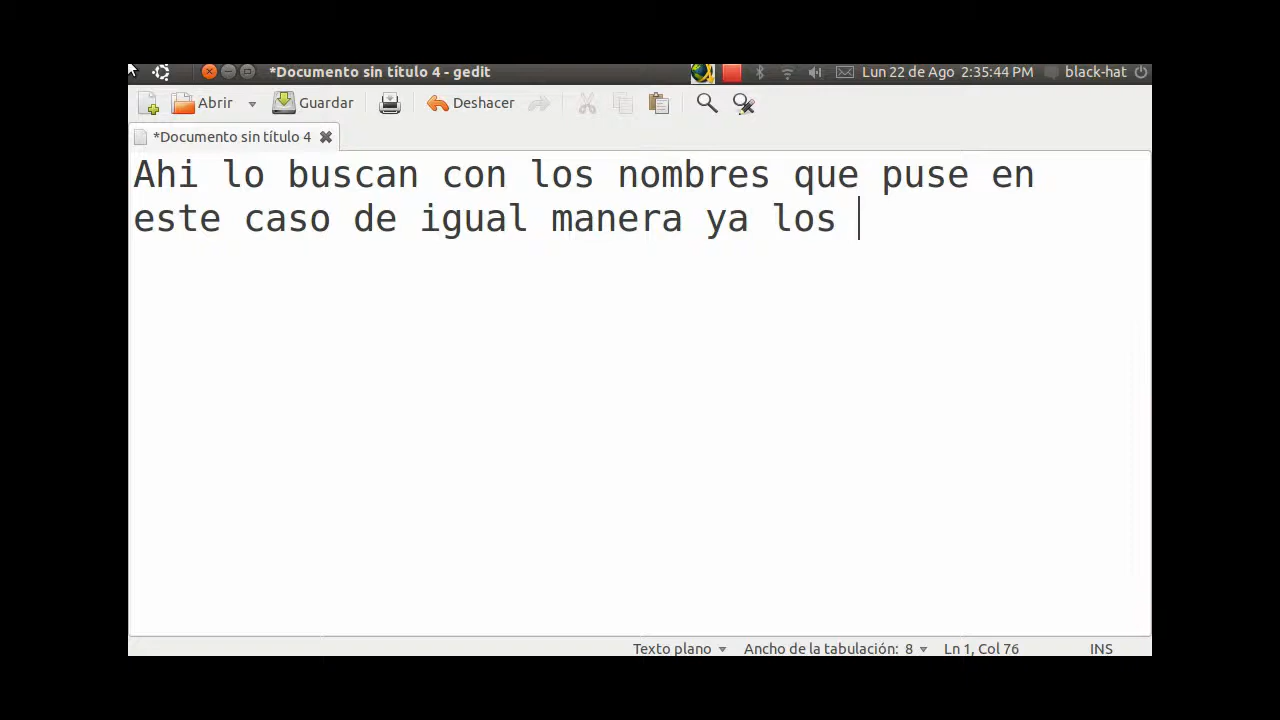 *Documento sin título 4 - gedit
Lun 22 de Ago 2:35:44 PM
black-hat
Abrir
Guardar
Deshacer
*Documento sin título 4
Ahi lo buscan con los nombres que puse en
este caso de igual manera ya los
Texto plano
Ancho de la tabulación: 8
Ln 1, Col 76
INS